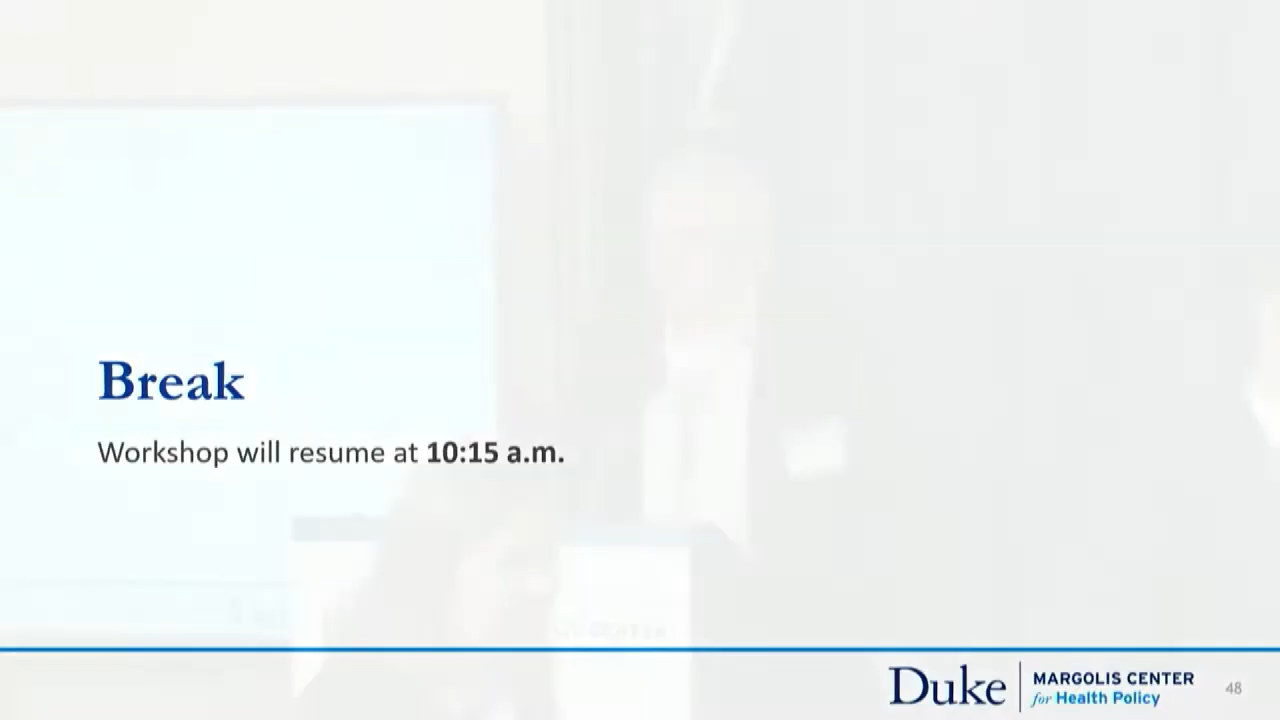 Break
Workshop will resume at 10:15 a.m.
Duke
MARGOLIS CENTER
for Health Policy
48